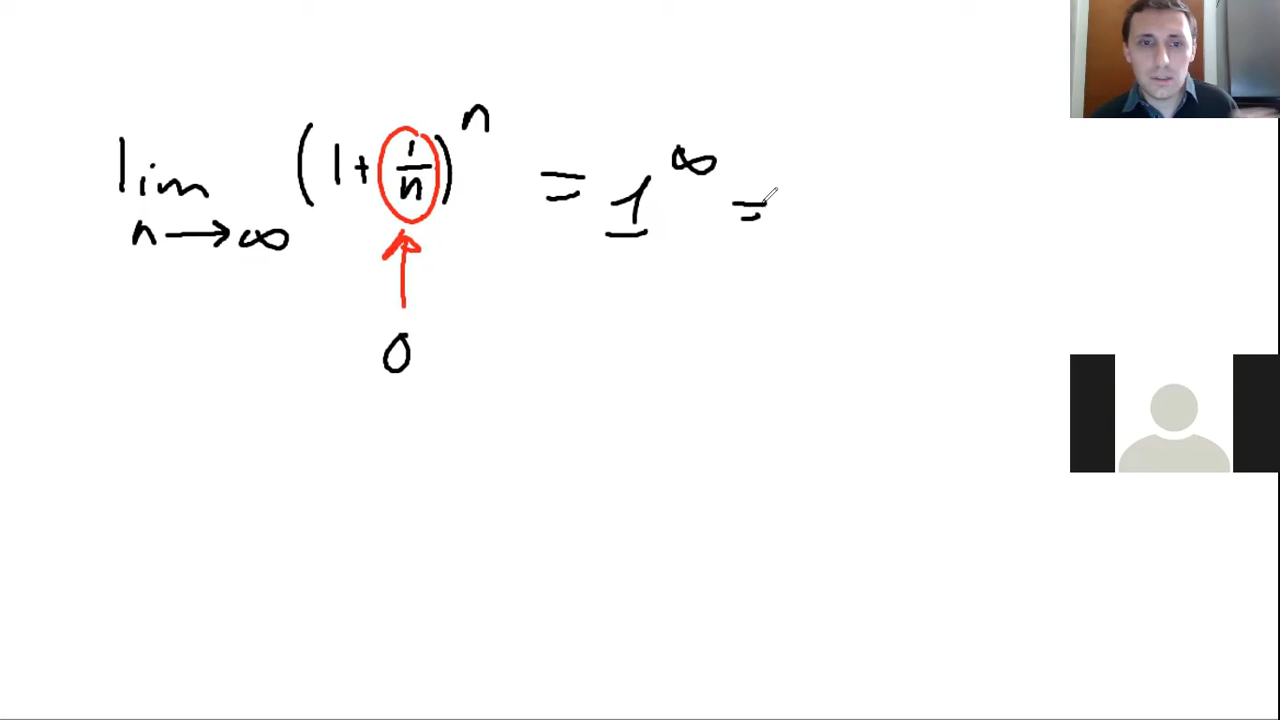 lim n→∞ (1+ 1/n)^n = 1^∞ =
0